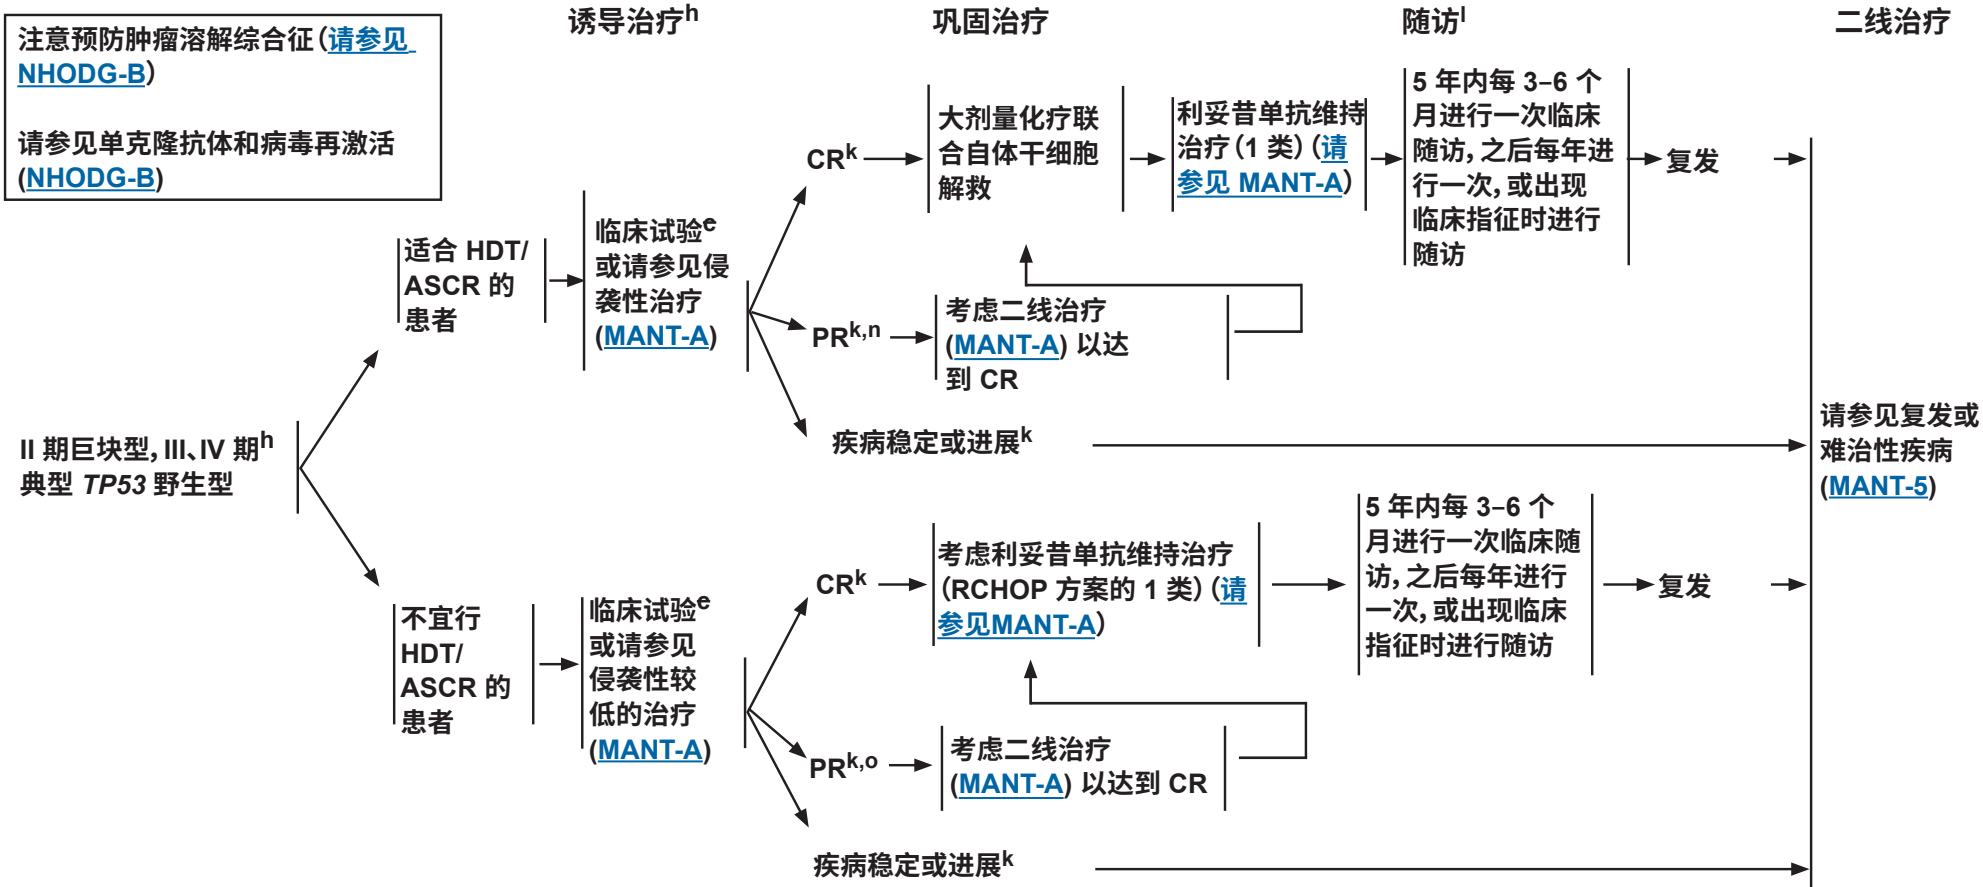 诱导治疗h
巩固治疗
随访l
二线治疗
注意预防肿瘤溶解综合征（请参见
NHODG-B）
请参见单克隆抗体和病毒再激活
(NHODG-B)
II 期巨块型，III、IV 期h
典型 TP53 野生型
适合 HDT/
ASCR 的
患者
临床试验e
或请参见侵
袭性治疗
(MANT-A)
CRk
大剂量化疗联
合自体干细胞
解救
利妥昔单抗维持
治疗（1 类）（请
参见 MANT-A）
5 年内每 3–6 个
月进行一次临床
随访，之后每年进
行一次，或出现
临床指征时进行
随访
复发
PRk,n
考虑二线治疗
(MANT-A) 以达
到 CR
疾病稳定或进展k
不宜行
HDT/
ASCR 的
患者
临床试验e
或请参见
侵袭性较
低的治疗
(MANT-A)
CRk
考虑利妥昔单抗维持治疗
（RCHOP 方案的 1 类）（请
参见MANT-A）
5 年内每 3–6 个
月进行一次临床随
访，之后每年进行
一次，或出现临床
指征时进行随访
复发
PRk,o
考虑二线治疗
(MANT-A) 以达到 CR
疾病稳定或进展k
请参见复发或
难治性疾病
(MANT-5)